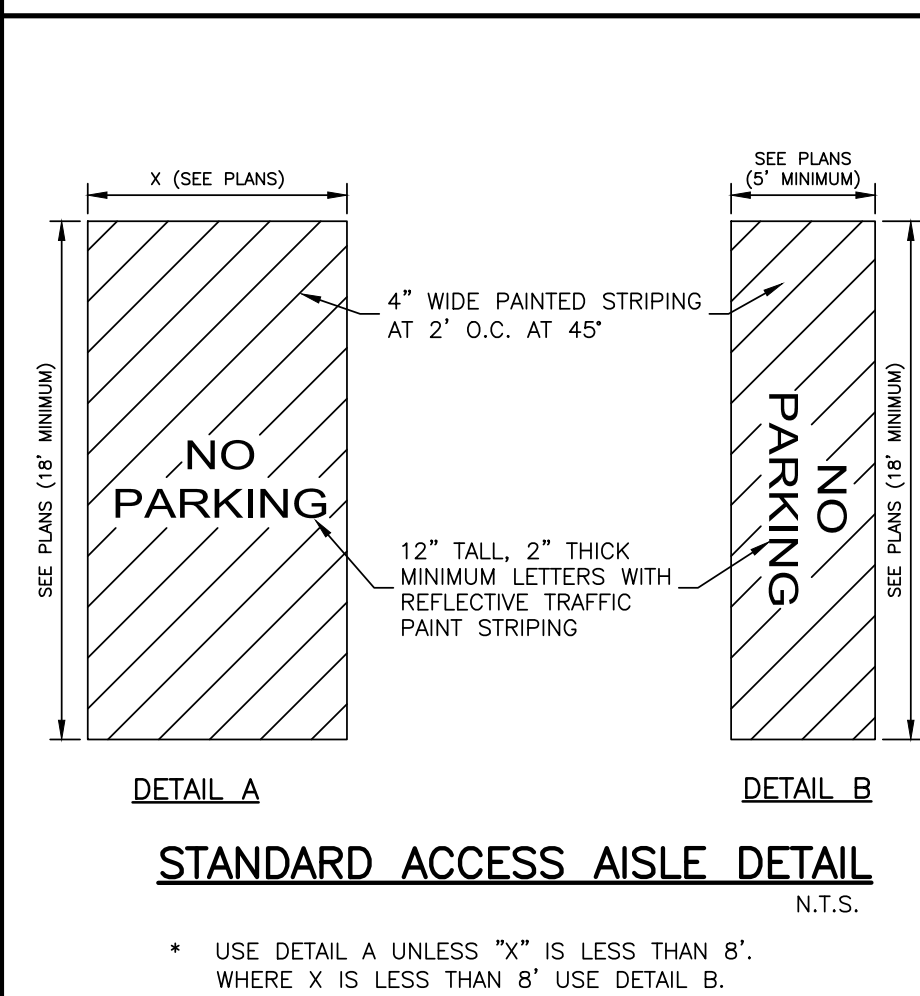 X (SEE PLANS)
SEE PLANS
(5' MINIMUM)
SEE PLANS (18' MINIMUM)
4" WIDE PAINTED STRIPING
AT 2' O.C. AT 45°
NO
PARKING
NO
PARKING
SEE PLANS (18' MINIMUM)
12" TALL, 2" THICK
MINIMUM LETTERS WITH
REFLECTIVE TRAFFIC
PAINT STRIPING
DETAIL A
DETAIL B
STANDARD ACCESS AISLE DETAIL
N.T.S.
* USE DETAIL A UNLESS "X" IS LESS THAN 8'.
WHERE X IS LESS THAN 8' USE DETAIL B.